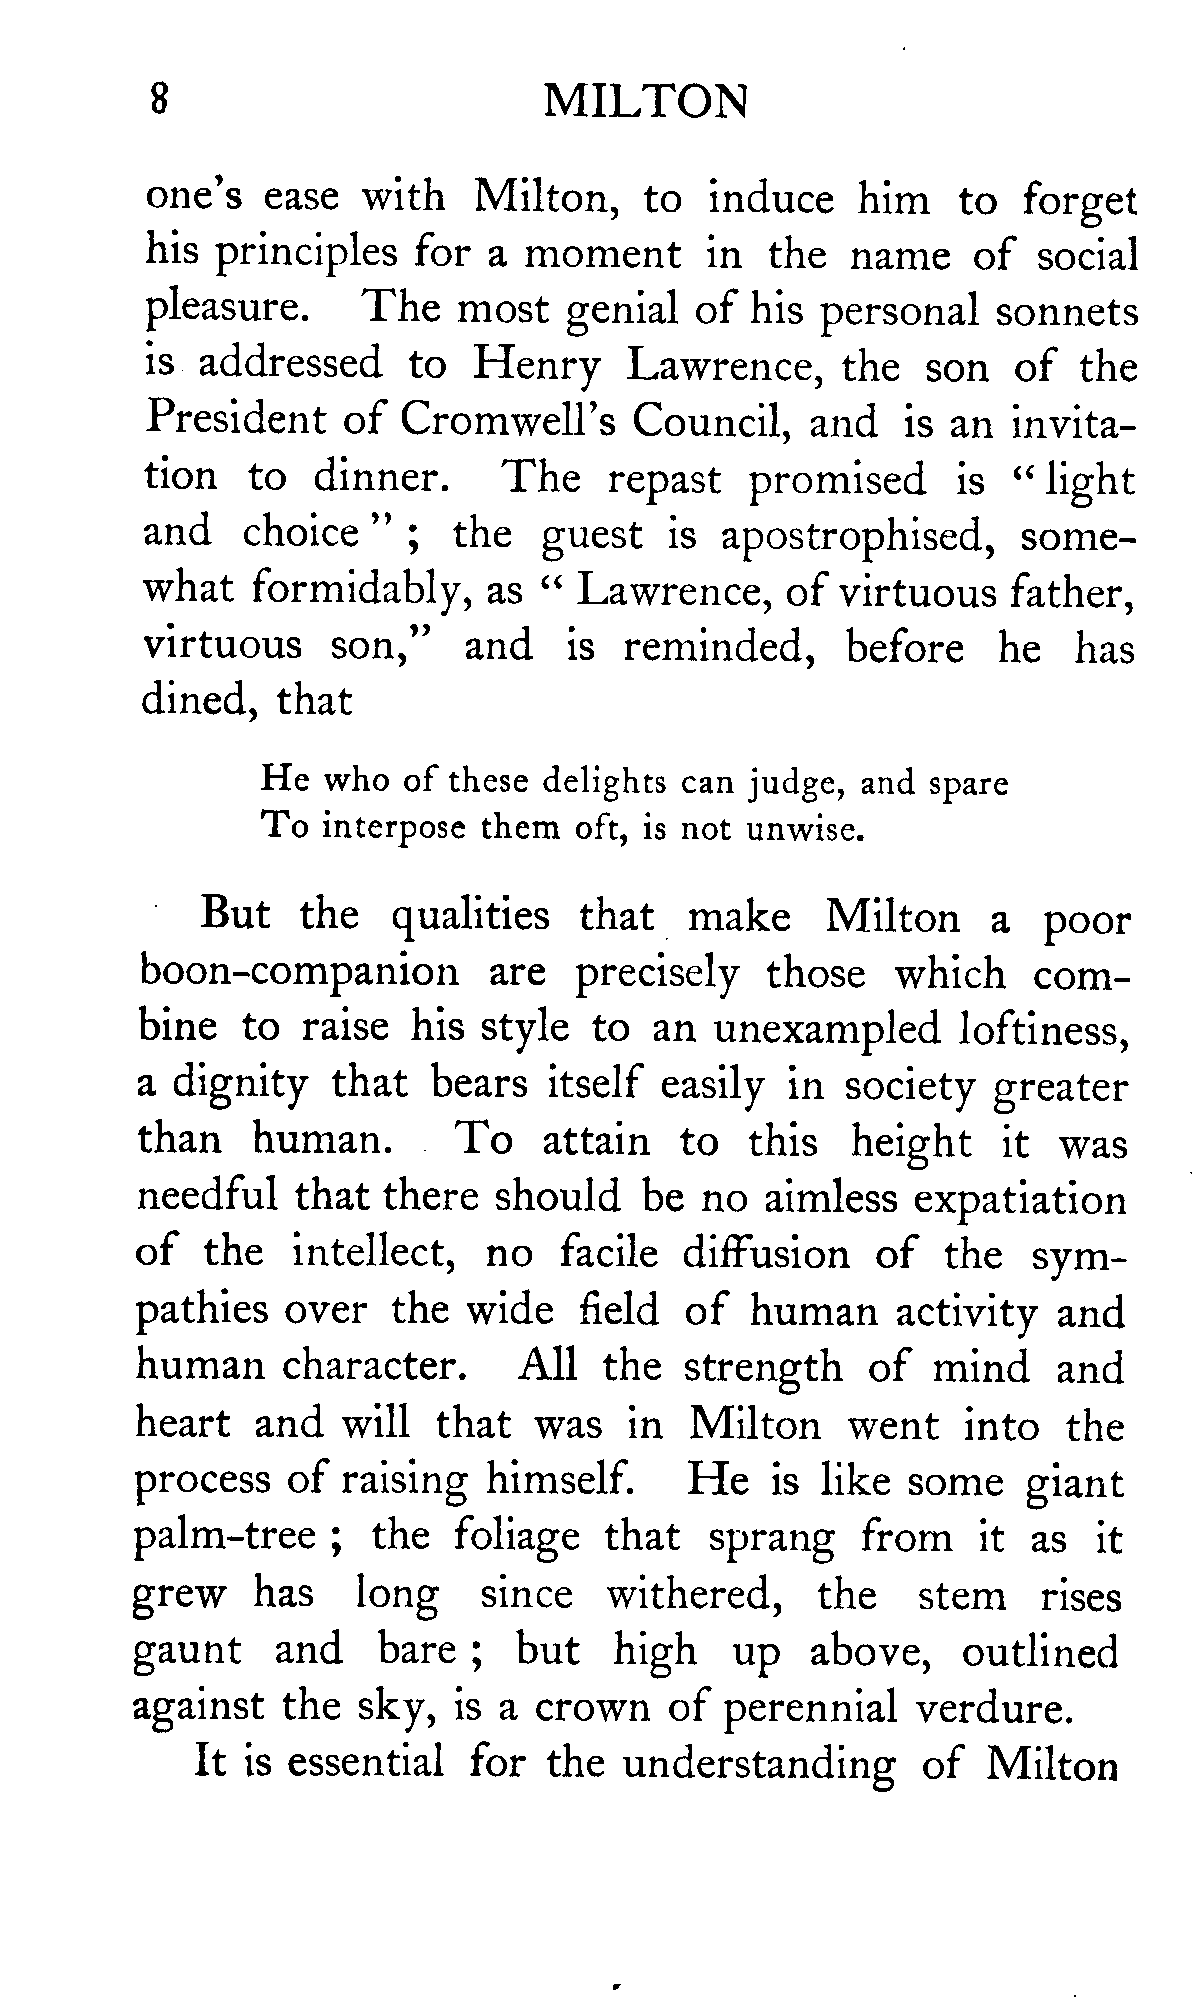 8 MILTON
one's ease with Milton, to induce him to forget
his principles for a moment in the name of social
pleasure. The most genial of his personal sonnets
is addressed to Henry Lawrence, the son of the
President of Cromwell's Council, and is an invita-
tion to dinner. The repast promised is “ light
and choice ” ; the guest is apostrophised, some-
what formidably, as “ Lawrence, of virtuous father,
virtuous son,” and is reminded, before he has
dined, that
He who of these delights can judge, and spare
To interpose them oft, is not unwise.
But the qualities that make Milton a poor
boon-companion are precisely those which com-
bine to raise his style to an unexampled loftiness,
a dignity that bears itself easily in society greater
than human. To attain to this height it was
needful that there should be no aimless expatiation
of the intellect, no facile diffusion of the sym-
pathies over the wide field of human activity and
human character. All the strength of mind and
heart and will that was in Milton went into the
process of raising himself. He is like some giant
palm-tree ; the foliage that sprang from it as it
grew has long since withered, the stem rises
gaunt and bare ; but high up above, outlined
against the sky, is a crown of perennial verdure.
It is essential for the understanding of Milton